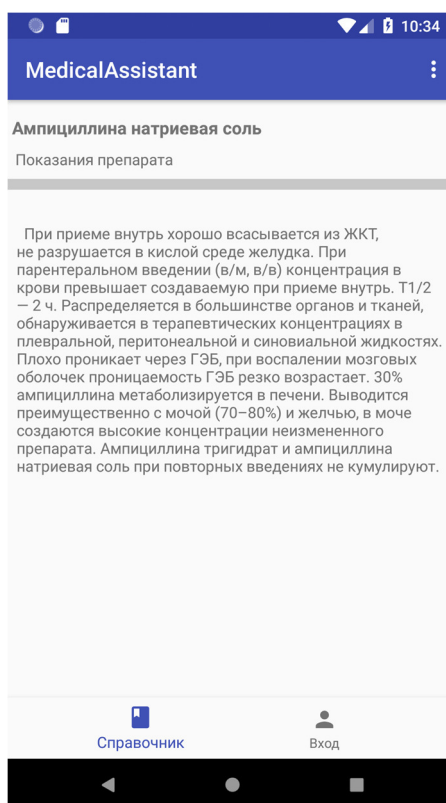 10:34
MedicalAssistant
Ампициллина натриевая соль
Показания препарата
При приеме внутрь хорошо всасывается из ЖКТ,
не разрушается в кислой среде желудка. При
парентеральном введении (в/м, в/в) концентрация в
крови превышает создаваемую при приеме внутрь. T1/2
— 2 ч. Распределяется в большинстве органов и тканей,
обнаруживается в терапевтических концентрациях в
плевральной, перитонеальной и синовиальной жидкостях.
Плохо проникает через ГЭБ, при воспалении мозговых
оболочек проницаемость ГЭБ резко возрастает. 30%
ампициллина метаболизируется в печени. Выводится
преимущественно с мочой (70–80%) и желчью, в моче
создаются высокие концентрации неизмененного
препарата. Ампициллина тригидрат и ампициллина
натриевая соль при повторных введениях не кумулируют.
Справочник
Вход